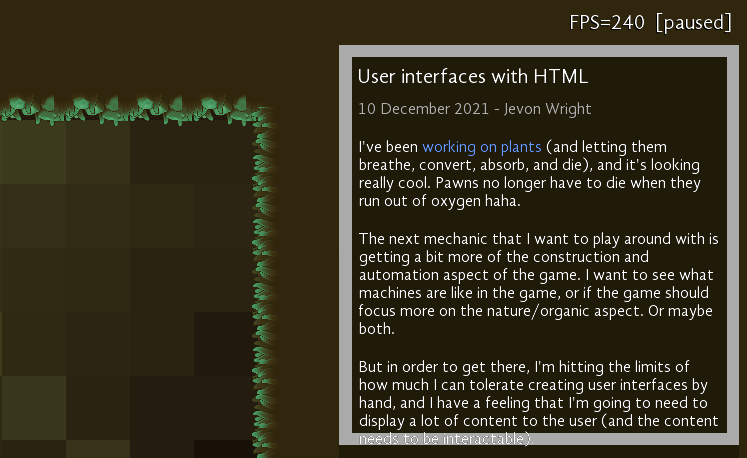 FPS=240 [paused]
User interfaces with HTML
10 December 2021 - Jevon Wright
I've been working on plants (and letting them
breathe, convert, absorb, and die), and it's looking
really cool. Pawns no longer have to die when they
run out of oxygen haha.
The next mechanic that I want to play around with is
getting a bit more of the construction and
automation aspect of the game. I want to see what
machines are like in the game, or if the game should
focus more on the nature/organic aspect. Or maybe
both.
But in order to get there, I'm hitting the limits of
how much I can tolerate creating user interfaces by
hand, and I have a feeling that I'm going to need to
display a lot of content to the user (and the content
needs to be interactable).